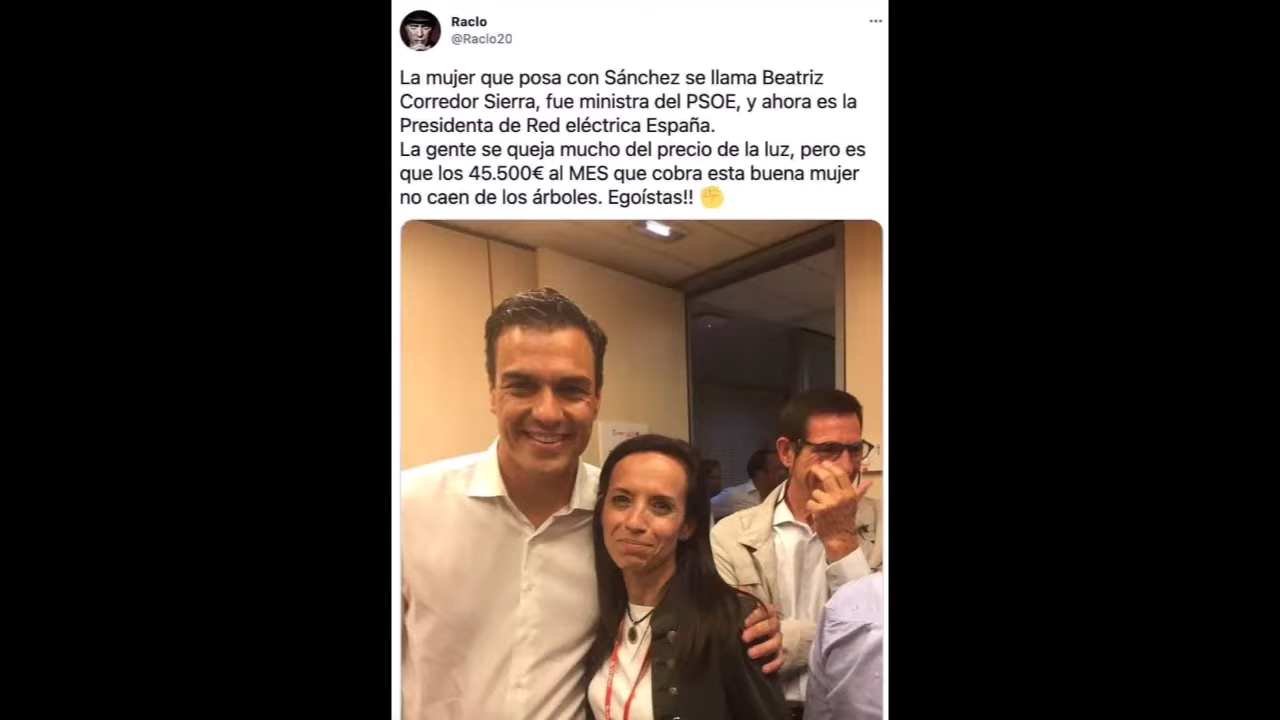 Raclo
@Raclo20
La mujer que posa con Sánchez se llama Beatriz
Corredor Sierra, fue ministra del PSOE, y ahora es la
Presidenta de Red eléctrica España.
La gente se queja mucho del precio de la luz, pero es
que los 45.500€ al MES que cobra esta buena mujer
no caen de los árboles. Egoístas!! ✊